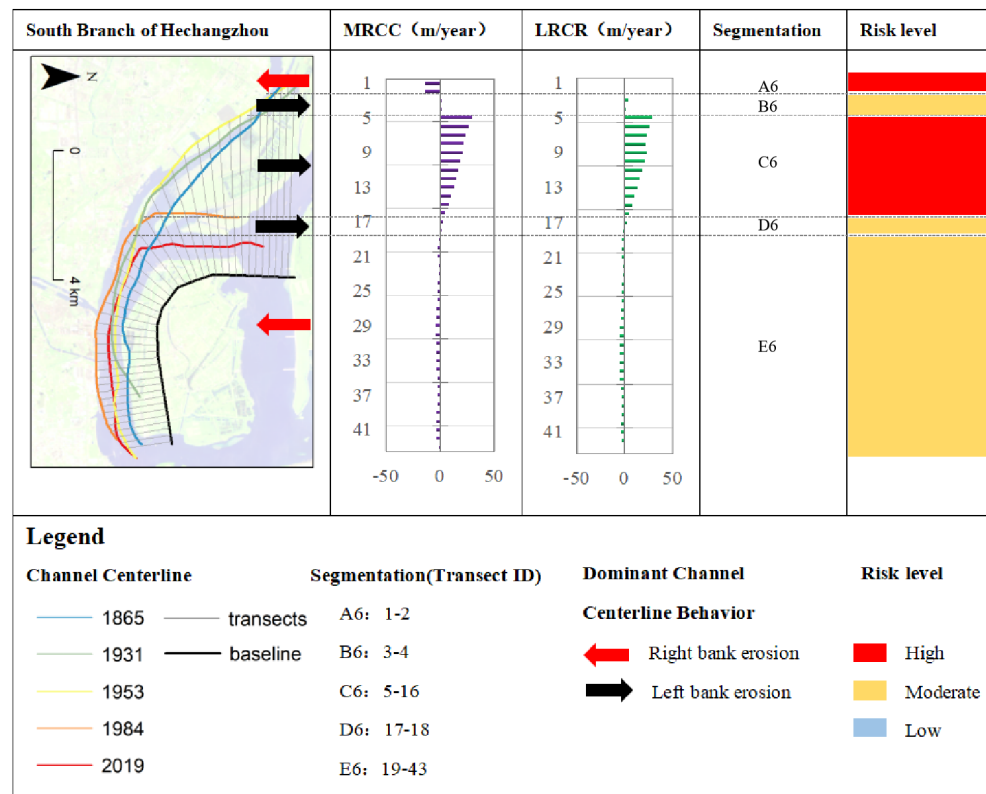 South Branch of Hechangzhou
MRCC (m/year)
LRCR (m/year)
Segmentation
Risk level
N
0
4 km
1
5
9
13
17
21
25
29
33
37
41
-50 0 50
1
5
9
13
17
21
25
29
33
37
41
-50 0 50
A6
B6
C6
D6
E6
Legend
Channel Centerline
1865
1931
1953
1984
2019
transects
baseline
Segmentation(Transect ID)
A6: 1-2
B6: 3-4
C6: 5-16
D6: 17-18
E6: 19-43
Dominant Channel
Centerline Behavior
Right bank erosion
Left bank erosion
Risk level
High
Moderate
Low